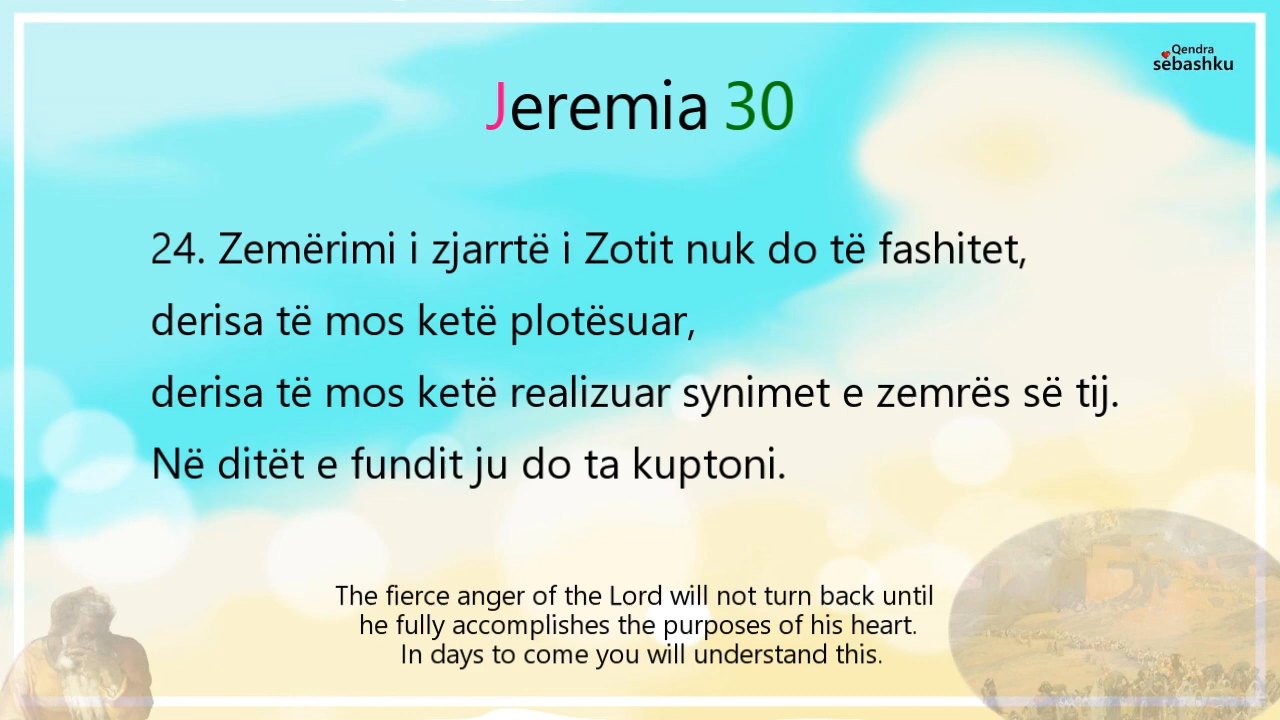 Qendra
sëbashku
Jeremia 30
24. Zemërimi i zjarrtë i Zotit nuk do të fashitet,
derisa të mos ketë plotësuar,
derisa të mos ketë realizuar synimet e zemrës së tij.
Në ditët e fundit ju do ta kuptoni.
The fierce anger of the Lord will not turn back until
he fully accomplishes the purposes of his heart.
In days to come you will understand this.